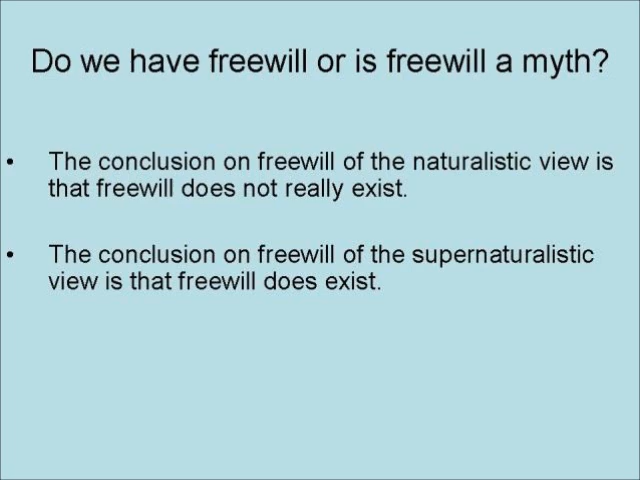 Do we have freewill or is freewill a myth?
• The conclusion on freewill of the naturalistic view is
that freewill does not really exist.
• The conclusion on freewill of the supernaturalistic
view is that freewill does exist.